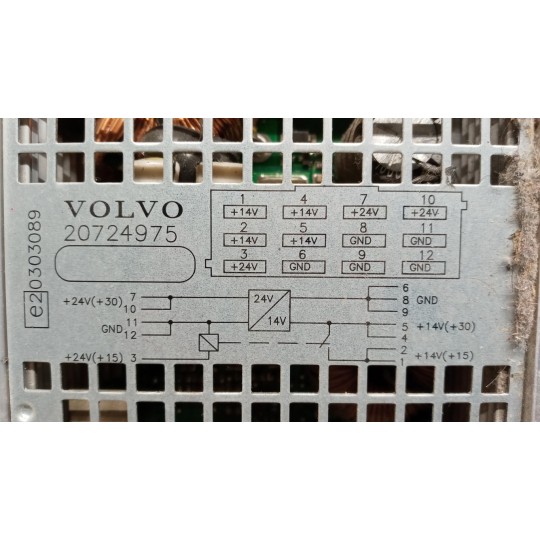 VOLVO
20724975
e2 0303089
1 4 7 10
+14V +14V +24V +24V
2 5 8 11
+14V +14V GND GND
3 6 9 12
+24V GND GND GND
+24V(+30) 7
10
GND 11
12
+24V(+15) 3
24V
14V
6
8 GND
9
5 +14V(+30)
4
2
1 +14V(+15)